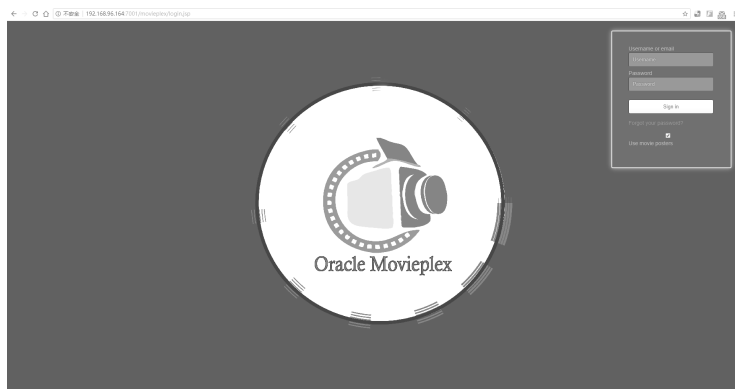 不安全 | 192.168.96.164:7001/movieplex/login.jsp
Username or email
Username
Password
Password
Sign in
Forgot your password?
Use movie posters
Oracle Movieplex